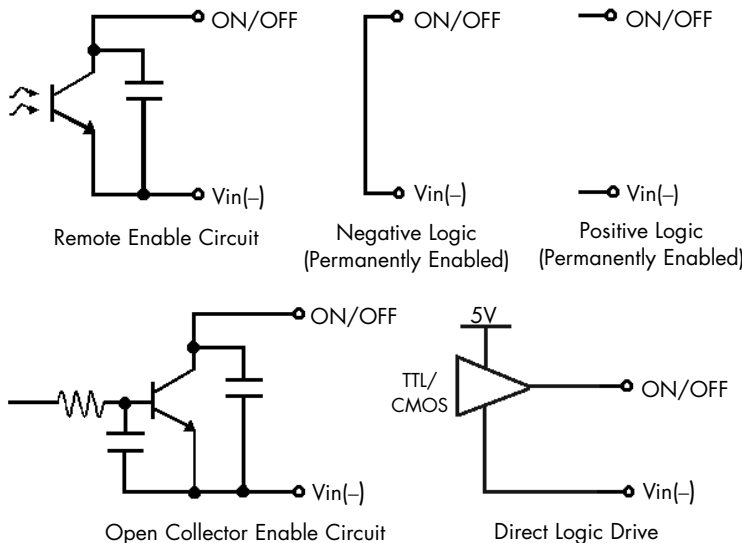 ON/OFF
Vin(–)
Remote Enable Circuit
ON/OFF
Vin(–)
Negative Logic
(Permanently Enabled)
ON/OFF
Vin(–)
Positive Logic
(Permanently Enabled)
ON/OFF
Vin(–)
Open Collector Enable Circuit
5V
TTL/
CMOS
ON/OFF
Vin(–)
Direct Logic Drive